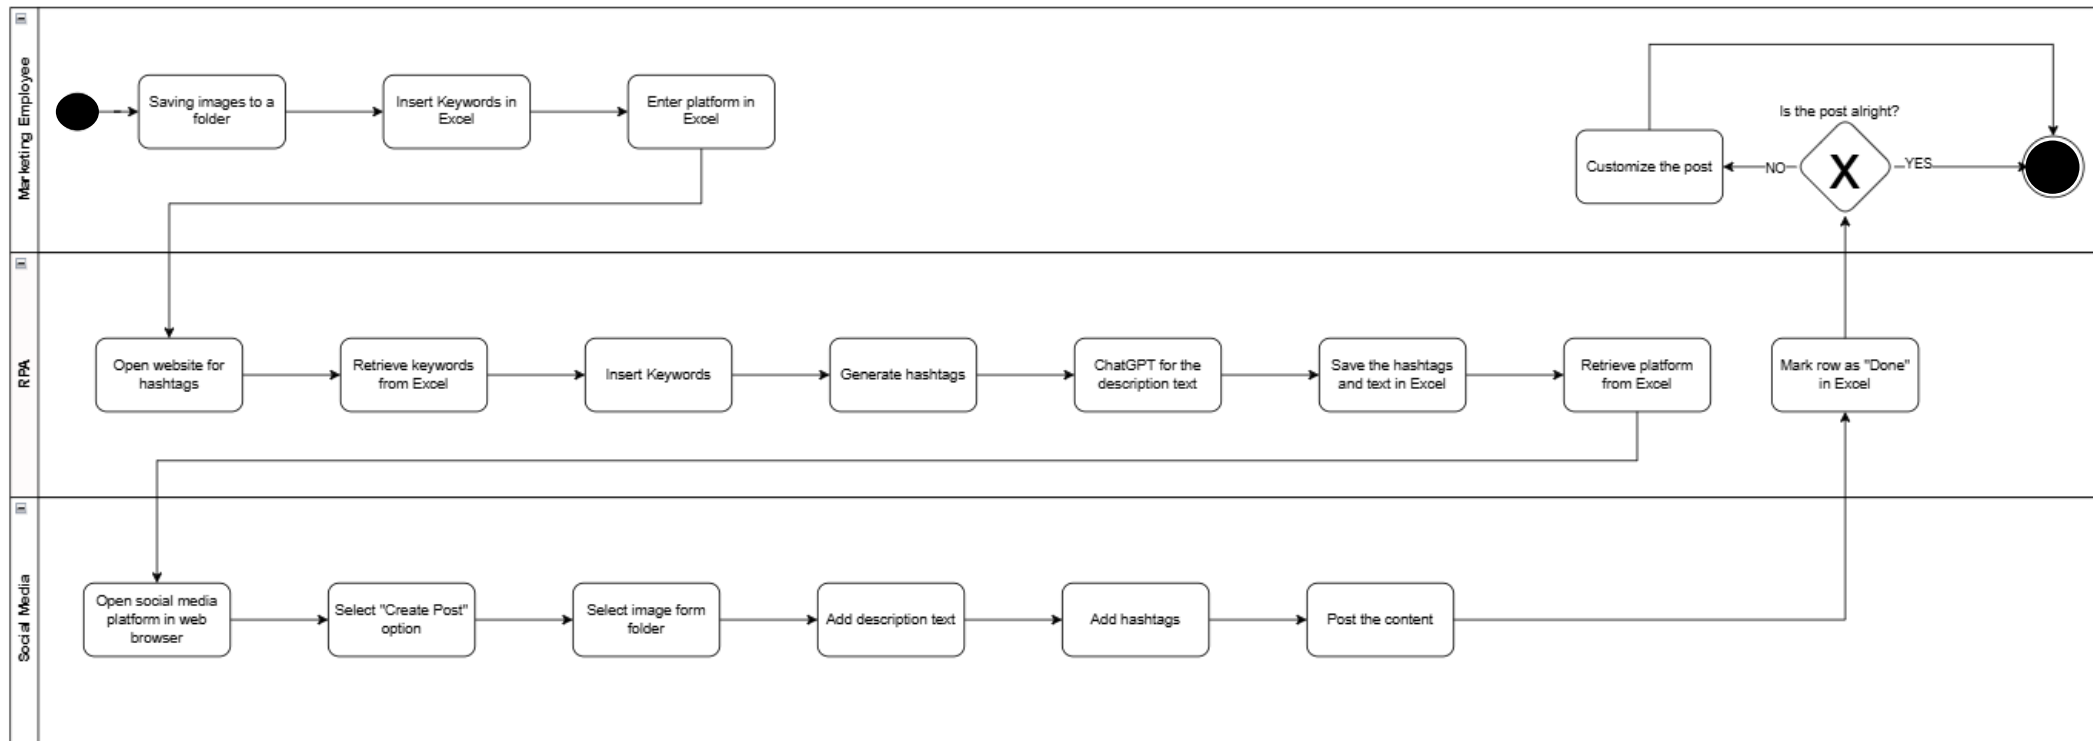 Marketing Employee
Saving images to a
folder
Insert Keywords in
Excel
Enter platform in
Excel
Is the post alright?
Customize the post
NO
X
YES
RPA
Open website for
hashtags
Retrieve keywords
from Excel
Insert Keywords
Generate hashtags
ChatGPT for the
description text
Save the hashtags
and text in Excel
Retrieve platform
from Excel
Mark row as "Done"
in Excel
Social Media
Open social media
platform in web
browser
Select "Create Post"
option
Select image form
folder
Add description text
Add hashtags
Post the content